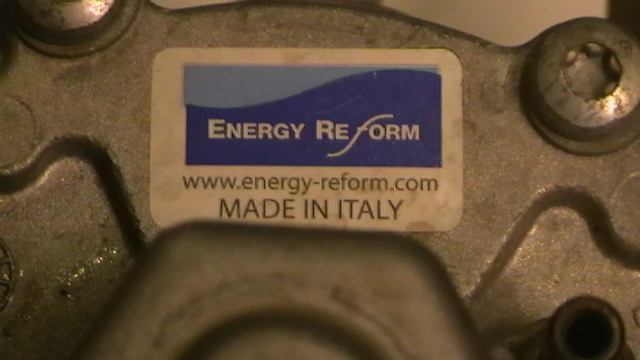 ENERGY REFORM
www.energy-reform.com
MADE IN ITALY